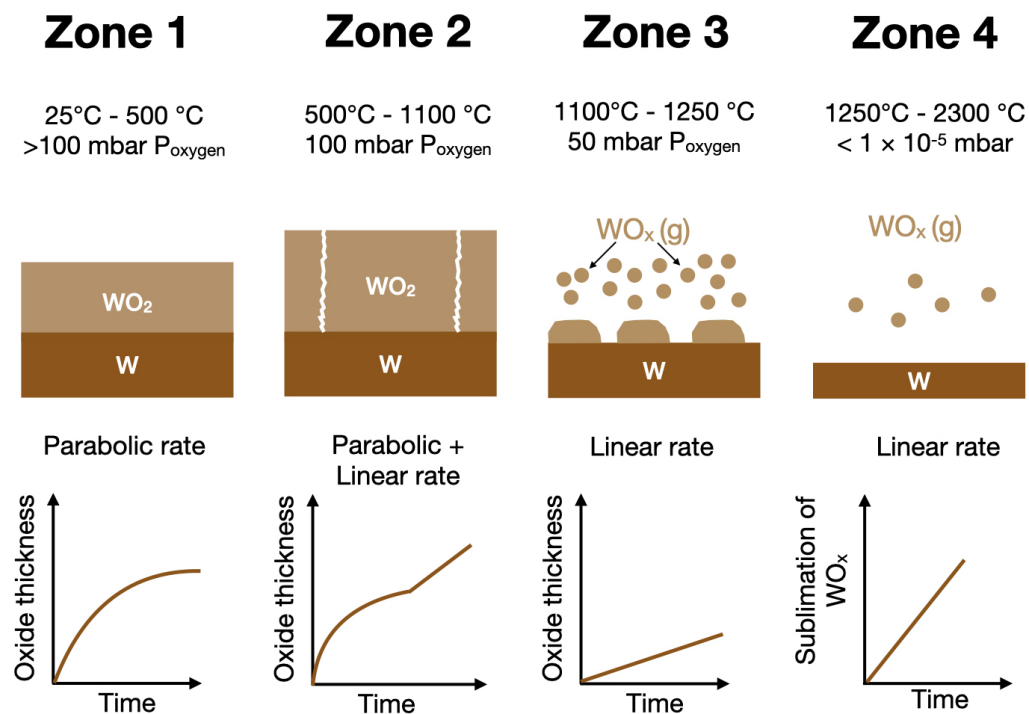 Zone 1
Zone 2
Zone 3
Zone 4
25°C - 500 °C
>100 mbar Poxygen
500°C - 1100 °C
100 mbar Poxygen
1100°C - 1250 °C
50 mbar Poxygen
1250°C - 2300 °C
< 1 × 10⁻⁵ mbar
WO₂
W
WO₂
WOₓ (g)
W
WOₓ (g)
W
Parabolic rate
Parabolic +
Linear rate
Linear rate
Linear rate
Oxide thickness
Time
Oxide thickness
Time
Oxide thickness
Time
Sublimation of
WOₓ
Time